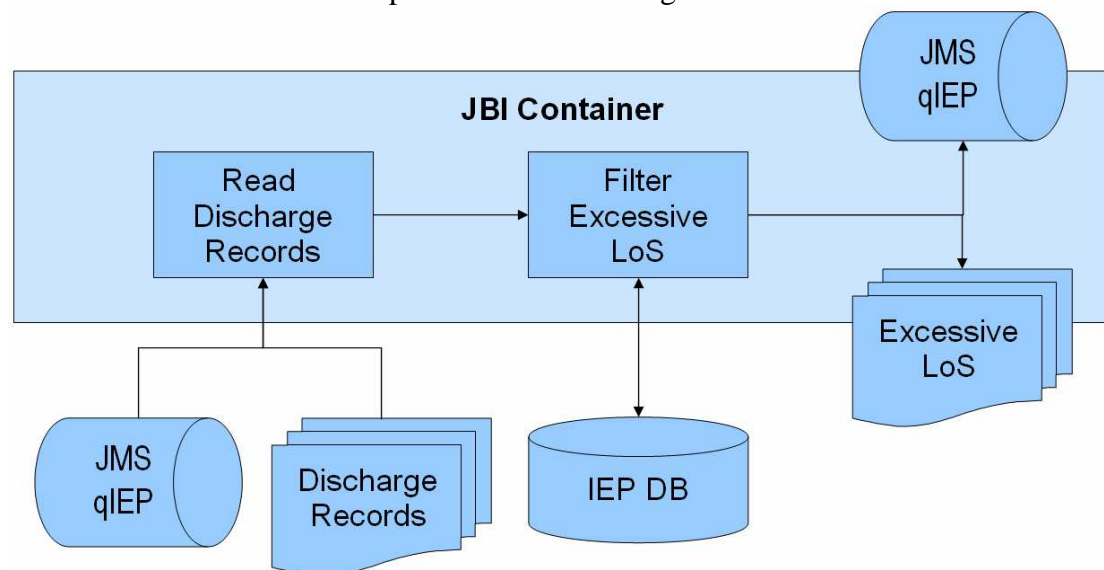 JMS
qIEP
JBI Container
Read
Discharge
Records
Filter
Excessive
LoS
Excessive
LoS
JMS
qIEP
Discharge
Records
IEP DB